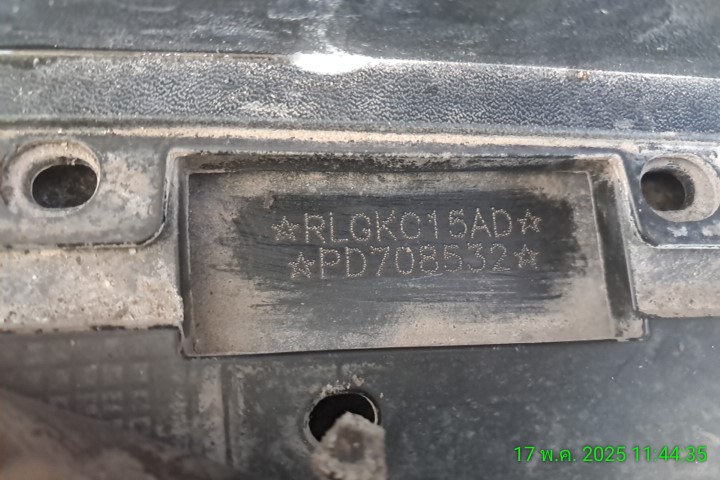 ☆RLGKC15AD☆
☆PD708532☆
17 พ.ค. 2025 11:44:35